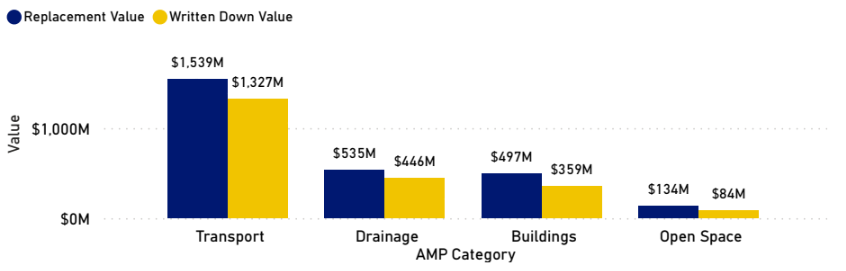 Replacement Value Written Down Value
$1,539M
$1,327M
$535M
$446M
$497M
$359M
$134M
$84M
Value
$1,000M
$0M
Transport Drainage Buildings Open Space
AMP Category